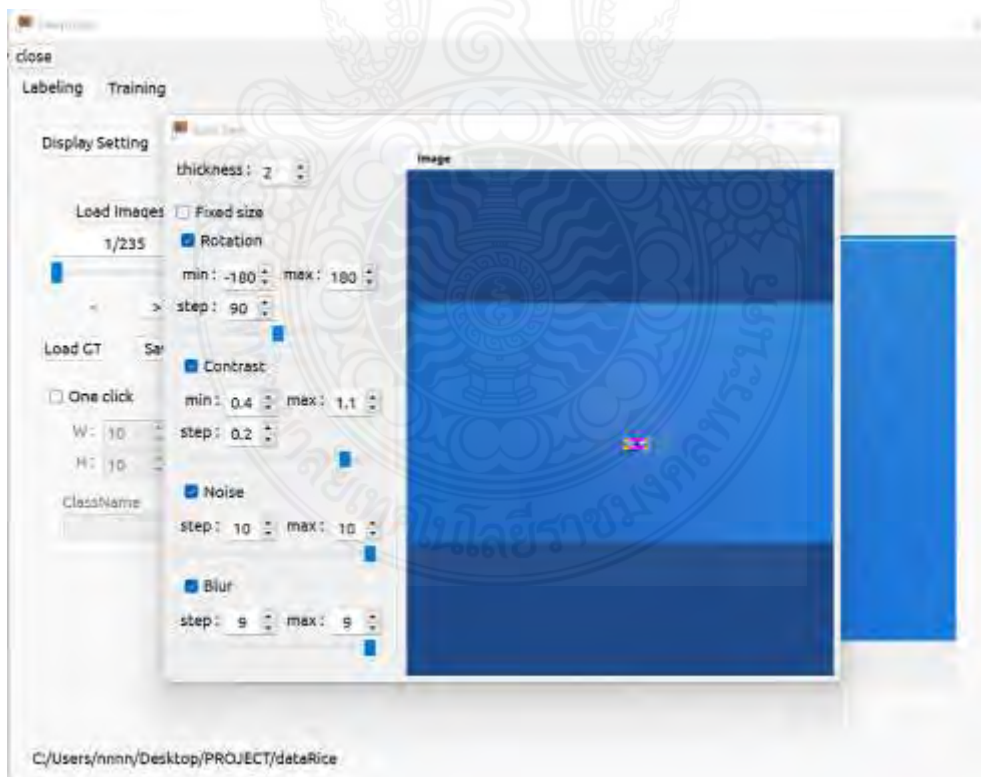 close
Labeling Training
Display Setting
Load Images
1/235
< >
Load GT
One click
W: 10
H: 10
ClassName
thickness: 2
Fixed size
Rotation
min: -180 max: 180
step: 90
Contrast
min: 0.4 max: 1.1
step: 0.2
Noise
step: 10 max: 10
Blur
step: 9 max: 9
Image
C:/Users/nnnn/Desktop/PROJECT/dataRice